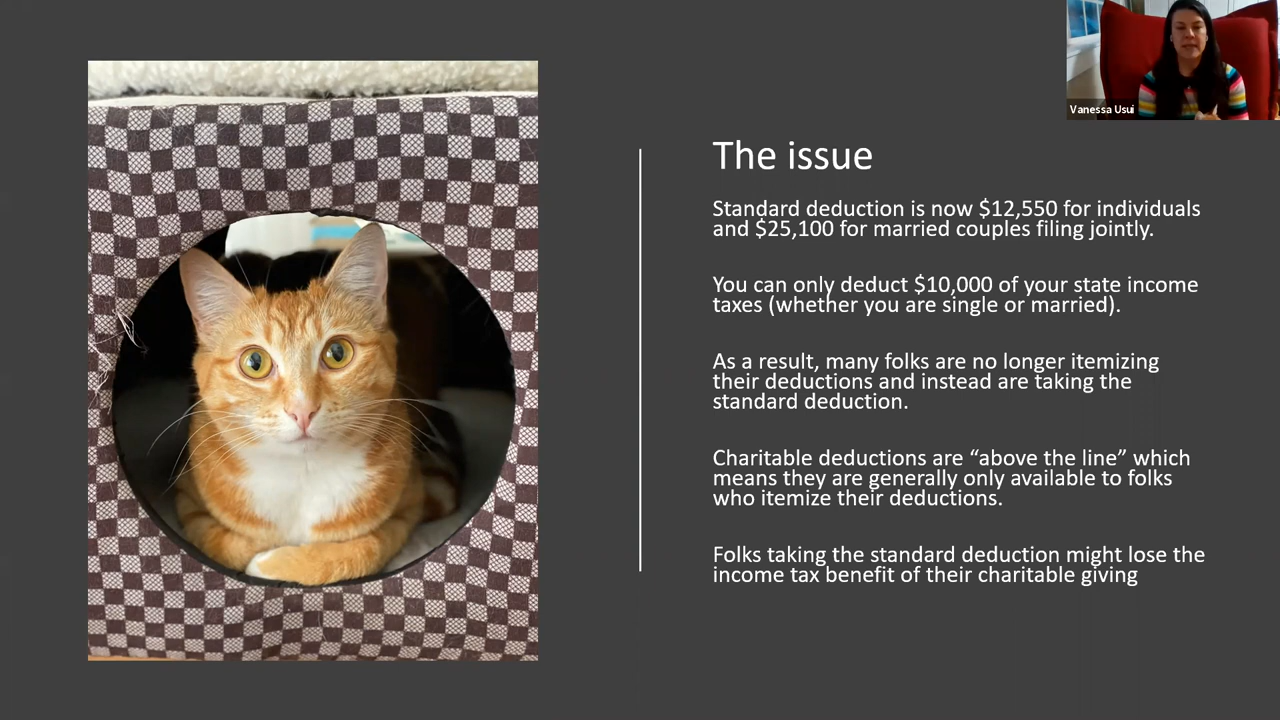 Vanessa Usui
The issue
Standard deduction is now $12,550 for individuals
and $25,100 for married couples filing jointly.
You can only deduct $10,000 of your state income
taxes (whether you are single or married).
As a result, many folks are no longer itemizing
their deductions and instead are taking the
standard deduction.
Charitable deductions are “above the line” which
means they are generally only available to folks
who itemize their deductions.
Folks taking the standard deduction might lose the
income tax benefit of their charitable giving